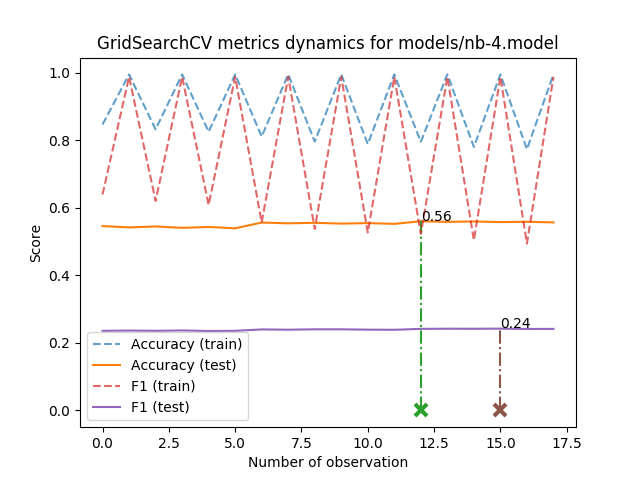 GridSearchCV metrics dynamics for models/nb-4.model
1.0
0.8
0.6
0.4
0.2
0.0
Score
0.56
0.24
Accuracy (train)
Accuracy (test)
F1 (train)
F1 (test)
0.0 2.5 5.0 7.5 10.0 12.5 15.0 17.5
Number of observation